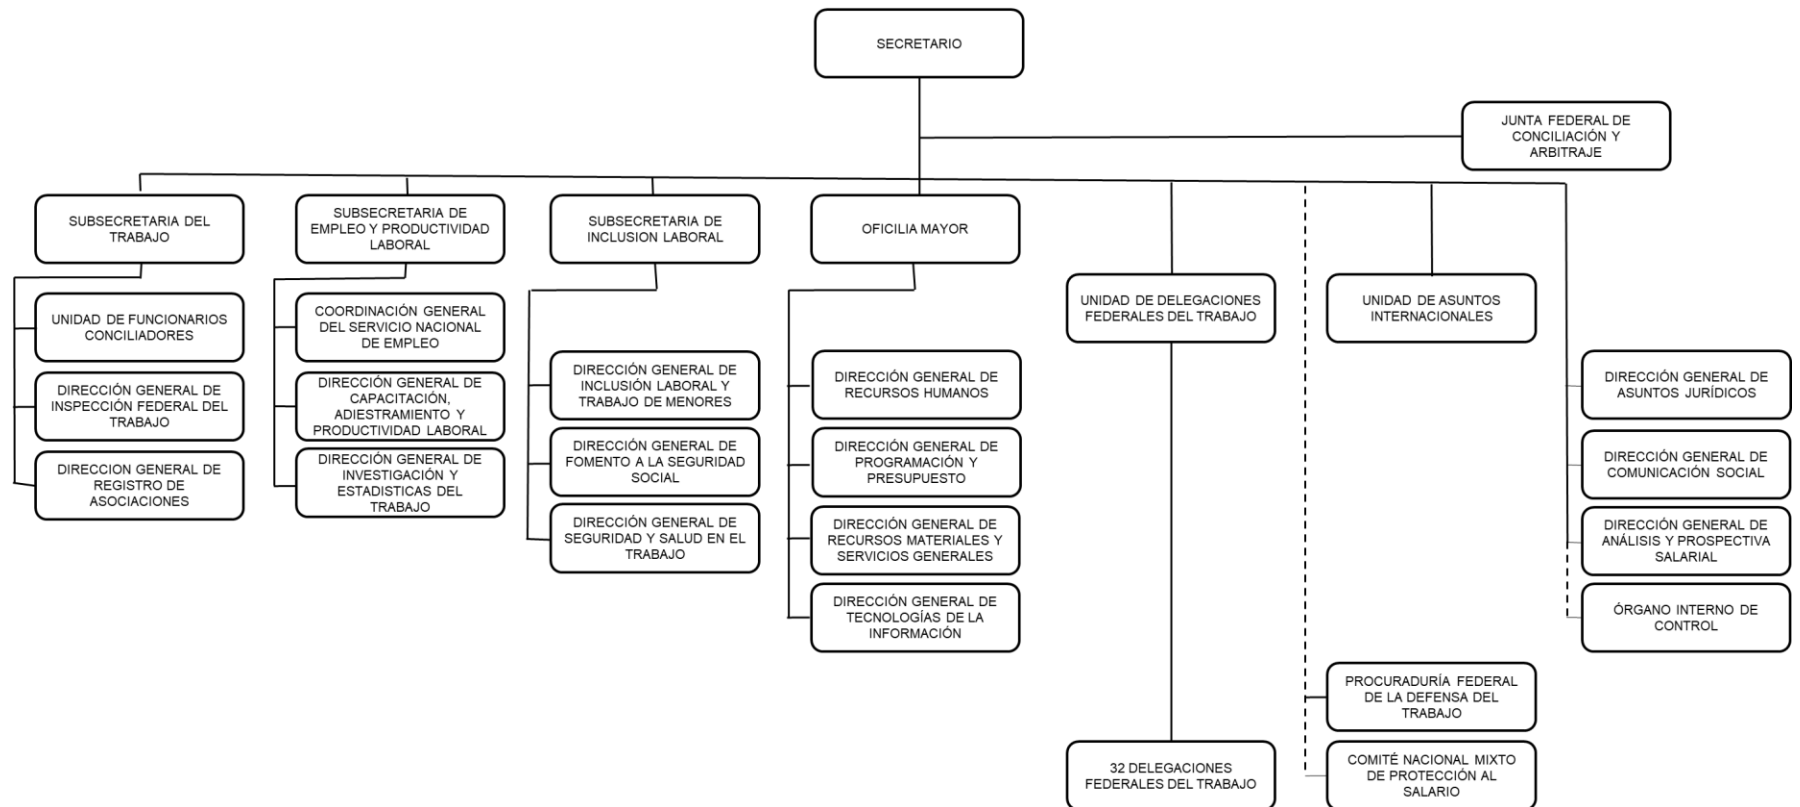 SECRETARIO
JUNTA FEDERAL DE
CONCILIACIÓN Y
ARBITRAJE
SUBSECRETARIA DEL
TRABAJO
SUBSECRETARIA DE
EMPLEO Y PRODUCTIVIDAD
LABORAL
SUBSECRETARIA DE
INCLUSION LABORAL
OFICILIA MAYOR
UNIDAD DE FUNCIONARIOS
CONCILIADORES
DIRECCIÓN GENERAL DE
INSPECCIÓN FEDERAL DEL
TRABAJO
DIRECCION GENERAL DE
REGISTRO DE
ASOCIACIONES
COORDINACIÓN GENERAL
DEL SERVICIO NACIONAL
DE EMPLEO
DIRECCIÓN GENERAL DE
CAPACITACIÓN,
ADIESTRAMIENTO Y
PRODUCTIVIDAD LABORAL
DIRECCIÓN GENERAL DE
INVESTIGACIÓN Y
ESTADISTICAS DEL
TRABAJO
DIRECCIÓN GENERAL DE
INCLUSIÓN LABORAL Y
TRABAJO DE MENORES
DIRECCIÓN GENERAL DE
FOMENTO A LA SEGURIDAD
SOCIAL
DIRECCIÓN GENERAL DE
SEGURIDAD Y SALUD EN EL
TRABAJO
DIRECCIÓN GENERAL DE
RECURSOS HUMANOS
DIRECCIÓN GENERAL DE
PROGRAMACIÓN Y
PRESUPUESTO
DIRECCIÓN GENERAL DE
RECURSOS MATERIALES Y
SERVICIOS GENERALES
DIRECCIÓN GENERAL DE
TECNOLOGÍAS DE LA
INFORMACIÓN
UNIDAD DE DELEGACIONES
FEDERALES DEL TRABAJO
32 DELEGACIONES
FEDERALES DEL TRABAJO
UNIDAD DE ASUNTOS
INTERNACIONALES
PROCURADURÍA FEDERAL
DE LA DEFENSA DEL
TRABAJO
COMITÉ NACIONAL MIXTO
DE PROTECCIÓN AL
SALARIO
DIRECCIÓN GENERAL DE
ASUNTOS JURÍDICOS
DIRECCIÓN GENERAL DE
COMUNICACIÓN SOCIAL
DIRECCIÓN GENERAL DE
ANÁLISIS Y PROSPECTIVA
SALARIAL
ÓRGANO INTERNO DE
CONTROL